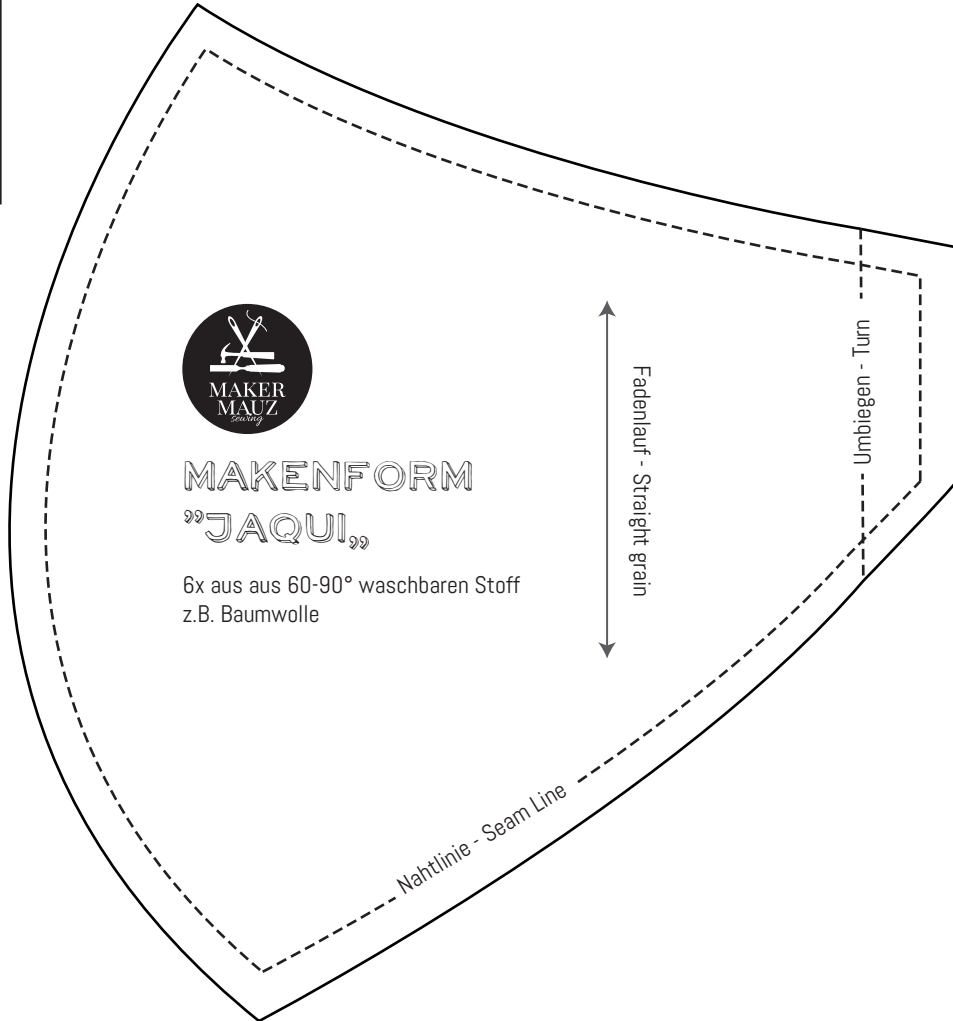 MAKER
MAUZ
sewing
MAKENFORM
”JAQUI„
6x aus aus 60-90° waschbaren Stoff
z.B. Baumwolle
Fadenlauf - Straight grain
Umbiegen - Turn
Nahtlinie - Seam Line